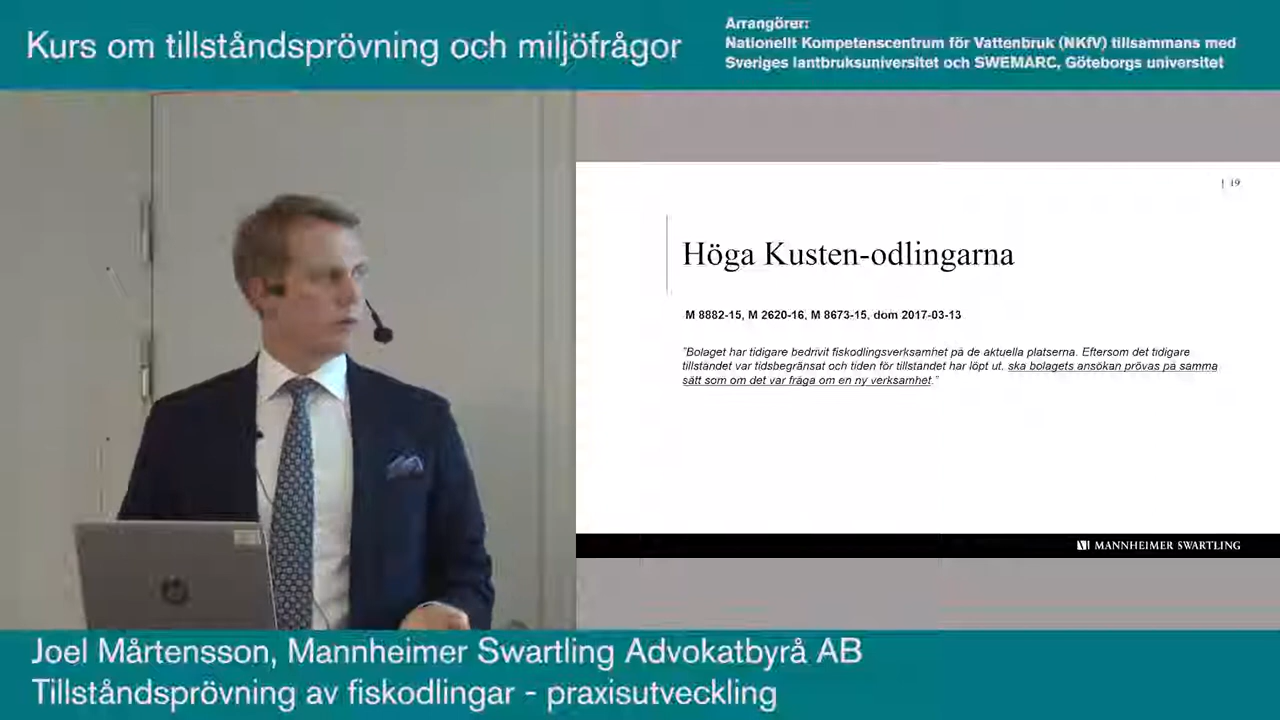 Kurs om tillståndsprövning och miljöfrågor
Arrangörer:
Nationellt Kompetenscentrum för Vattenbruk (NKfV) tillsammans med
Sveriges lantbruksuniversitet och SWEMARC, Göteborgs universitet
| 19
Höga Kusten-odlingarna
M 8882-15, M 2620-16, M 8673-15, dom 2017-03-13
"Bolaget har tidigare bedrivit fiskodlingsverksamhet på de aktuella platserna. Eftersom det tidigare
tillståndet var tidsbegränsat och tiden för tillståndet har löpt ut, ska bolagets ansökan prövas på samma
sätt som om det var fråga om en ny verksamhet."
MANNHEIMER SWARTLING
Joel Mårtensson, Mannheimer Swartling Advokatbyrå AB
Tillståndsprövning av fiskodlingar - praxisutveckling